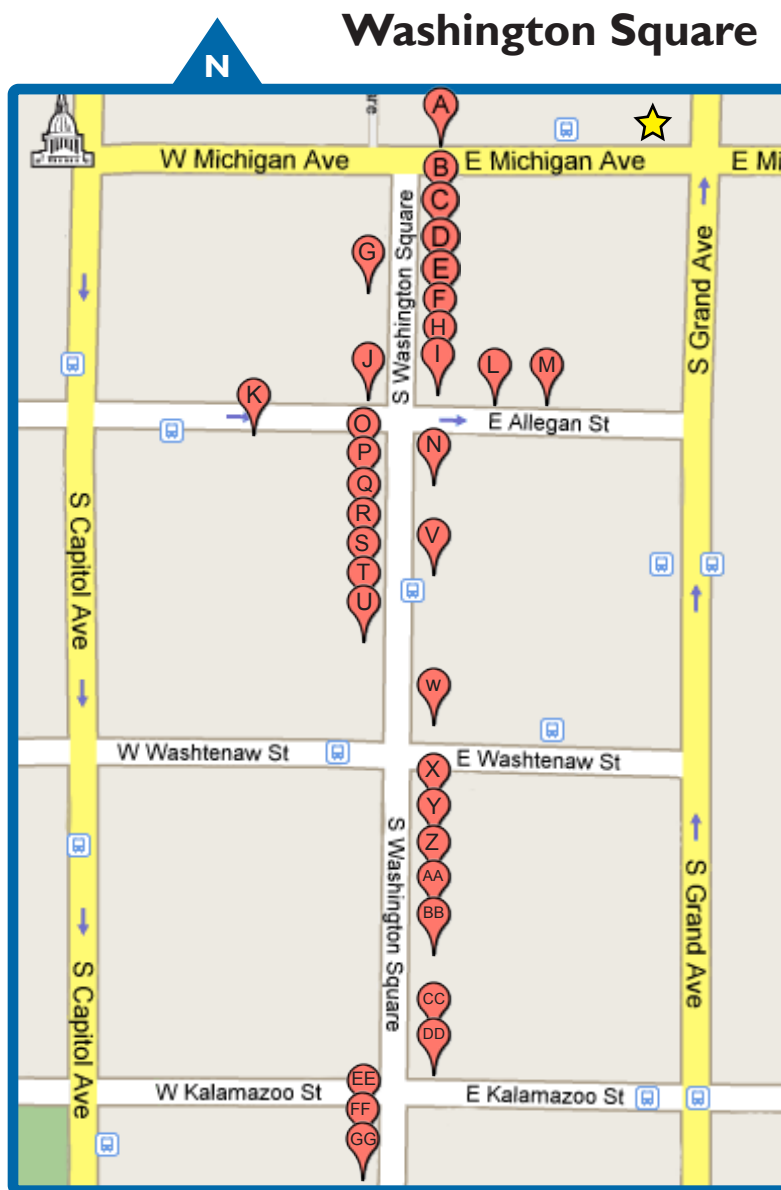 Washington Square
N
re
A
W Michigan Ave
E Michigan Ave
E Mi
B
C
D
E
F
H
I
G
J
K
L
M
S Washington Square
S Grand Ave
E Allegan St
N
O
P
Q
R
S
T
U
V
W
S Capitol Ave
W Washtenaw St
E Washtenaw St
X
Y
Z
AA
BB
CC
DD
S Washington Square
S Grand Ave
S Capitol Ave
EE
W Kalamazoo St
E Kalamazoo St
FF
GG